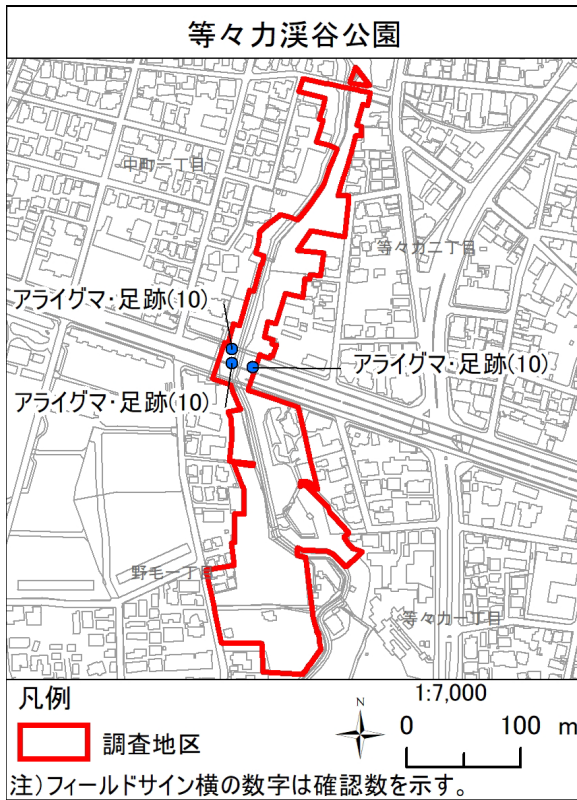 等々力渓谷公園
中町一丁目
等々力二丁目
アライグマ・足跡(10)
アライグマ・足跡(10)
アライグマ・足跡(10)
野毛一丁目
等々力一丁目
凡例
調査地区
N
1:7,000
0 100 m
注)フィールドサイン横の数字は確認数を示す。